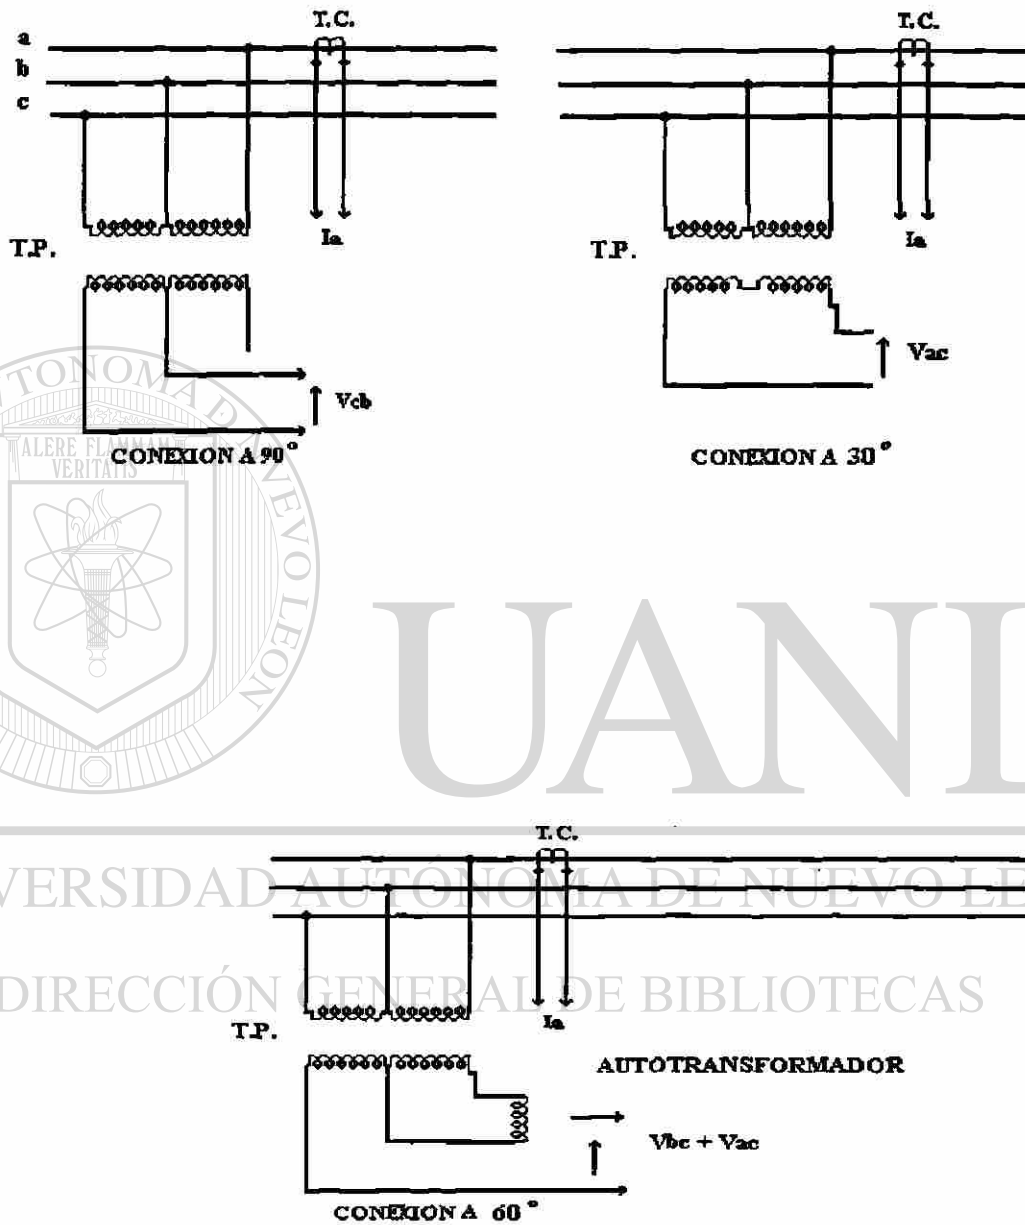 T.C.
a
b
c
Ia
T.P.
Vcb
CONEXION A 90°
T.C.
Ia
T.P.
Vac
CONEXION A 30°
ALERE FLAMMAM
VERITATIS
UANL
T.C.
UNIVERSIDAD AUTÓNOMA DE NUEVO LEÓN
DIRECCIÓN GENERAL DE BIBLIOTECAS
Ia
T.P.
AUTOTRANSFORMADOR
Vbc + Vac
CONEXION A 60°